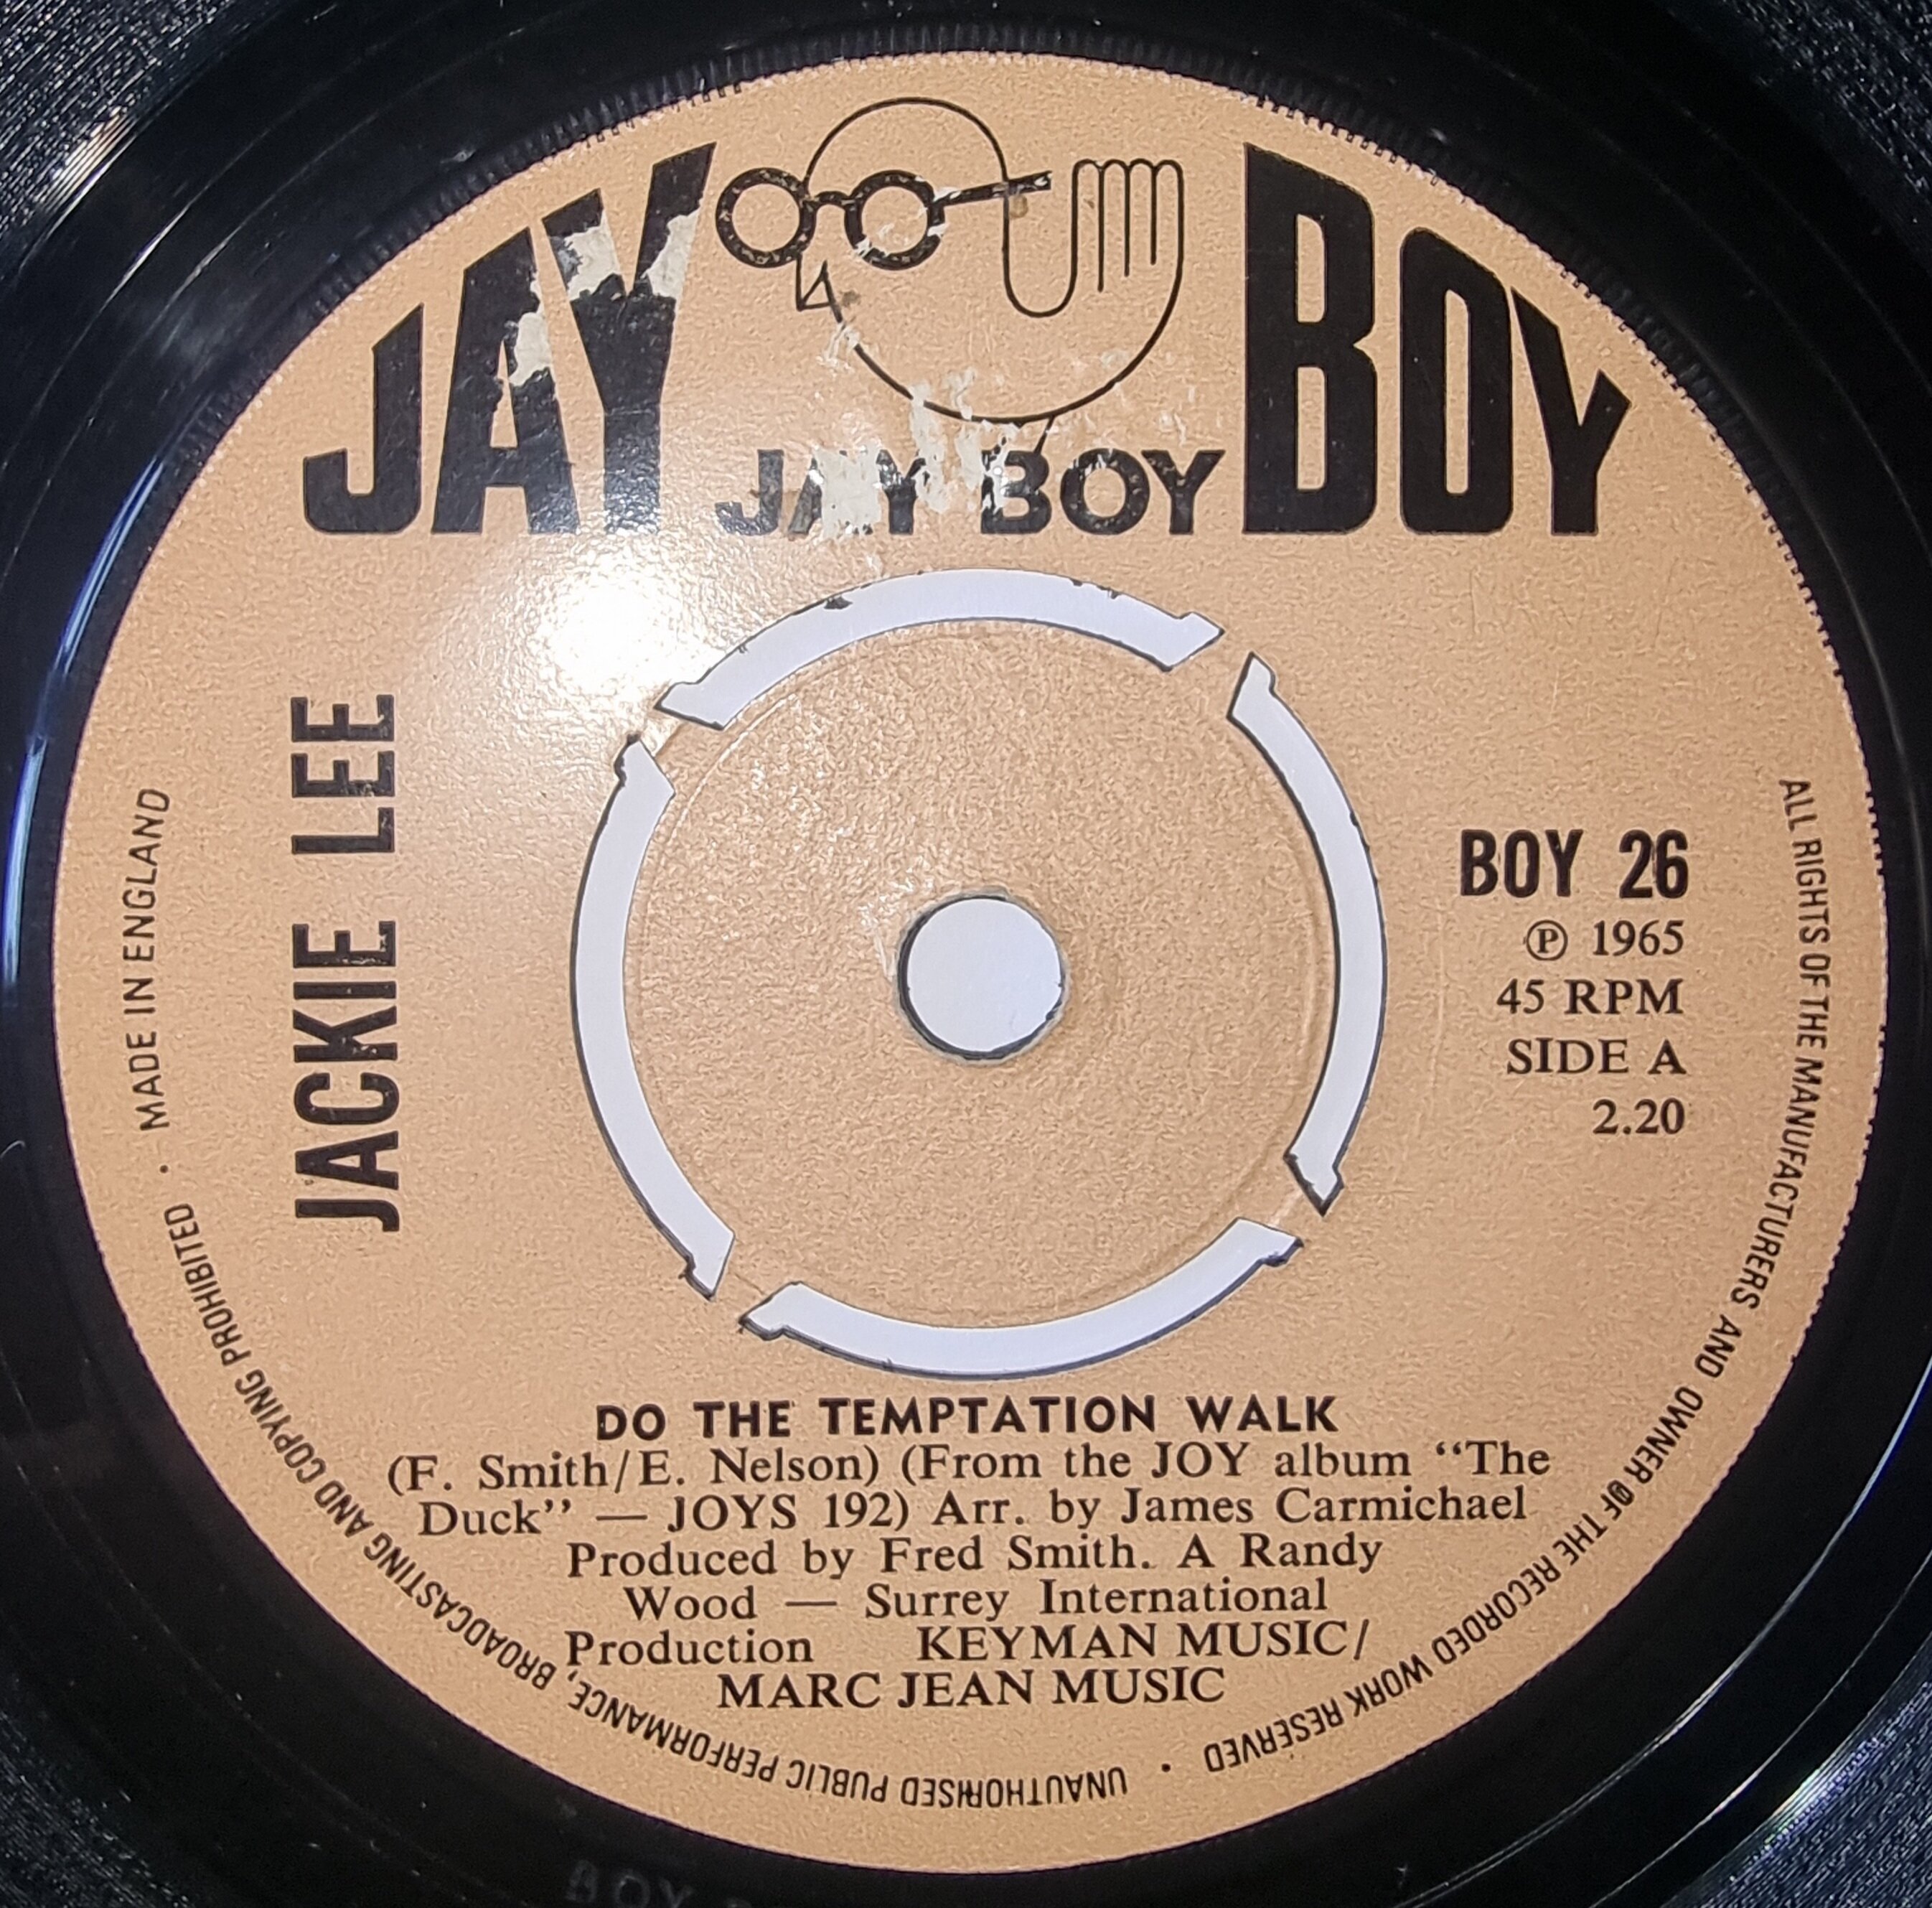 JAY BOY
JAY BOY
JACKIE LEE
BOY 26
℗ 1965
45 RPM
SIDE A
2.20
DO THE TEMPTATION WALK
(F. Smith/E. Nelson) (From the JOY album “The
Duck” — JOYS 192) Arr. by James Carmichael
Produced by Fred Smith. A Randy
Wood — Surrey International
Production KEYMAN MUSIC/
MARC JEAN MUSIC
ALL RIGHTS OF THE MANUFACTURERS AND OWNER OF THE RECORDED WORK RESERVED · UNAUTHORISED PUBLIC PERFORMANCE, BROADCASTING AND COPYING PROHIBITED · MADE IN ENGLAND